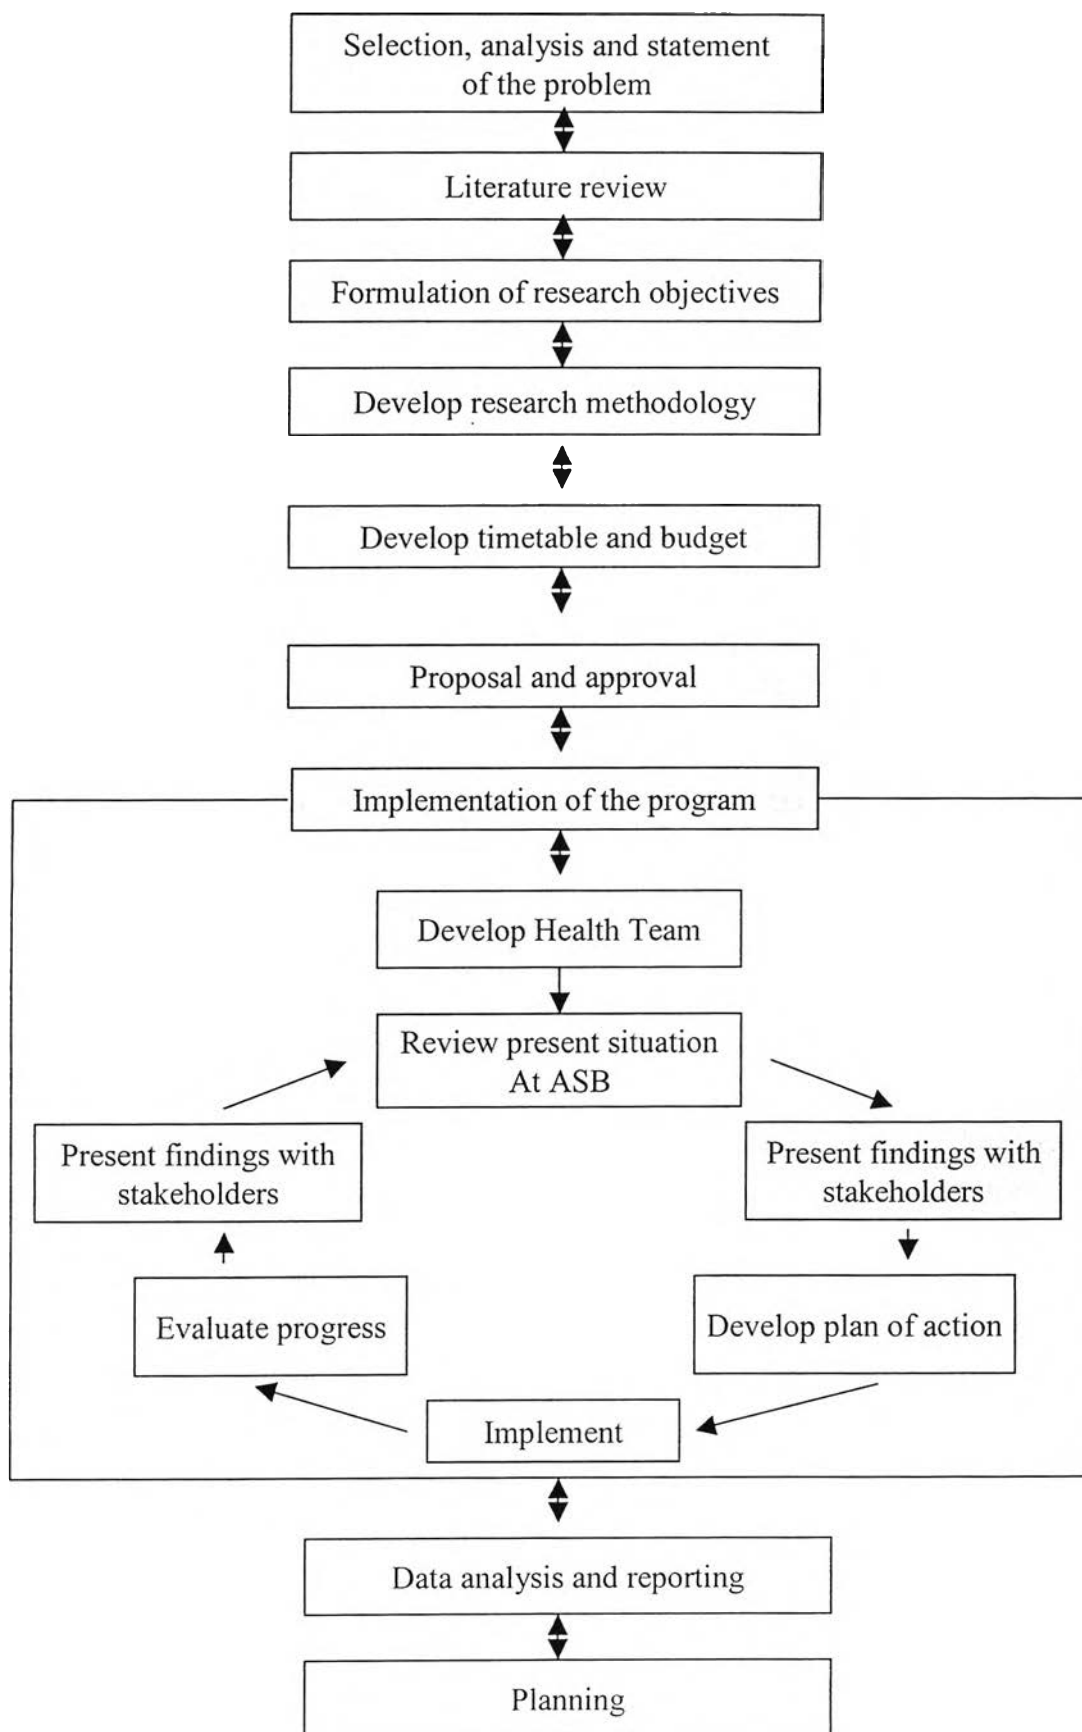 Selection, analysis and statement
of the problem
Literature review
Formulation of research objectives
Develop research methodology
Develop timetable and budget
Proposal and approval
Implementation of the program
Develop Health Team
Review present situation
At ASB
Present findings with
stakeholders
Present findings with
stakeholders
Evaluate progress
Develop plan of action
Implement
Data analysis and reporting
Planning